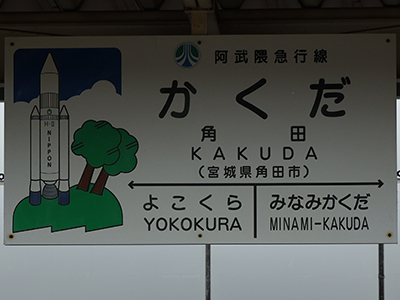 阿武隈急行線
かくだ
角田
KAKUDA
(宮城県角田市)
よこくら
YOKOKURA
みなみかくだ
MINAMI-KAKUDA
H-II
NIPPON